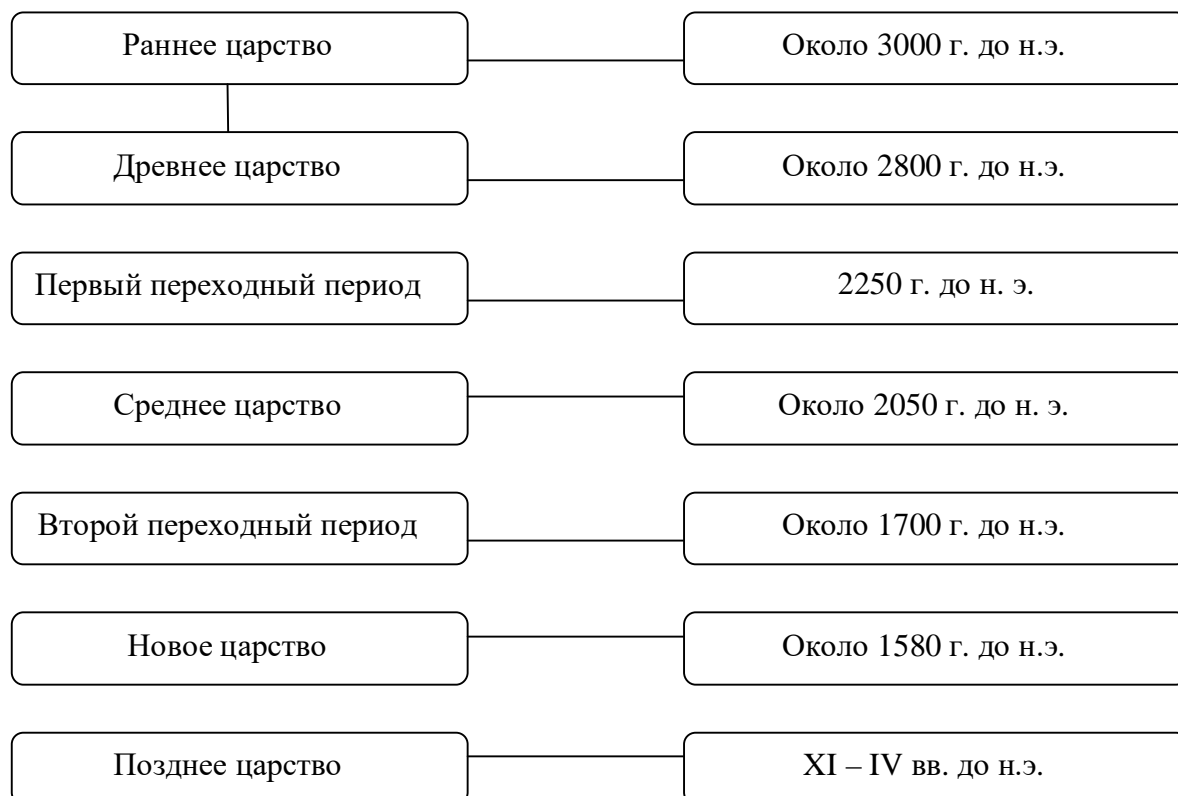 Раннее царство
Около 3000 г. до н.э.
Древнее царство
Около 2800 г. до н.э.
Первый переходный период
2250 г. до н. э.
Среднее царство
Около 2050 г. до н. э.
Второй переходный период
Около 1700 г. до н.э.
Новое царство
Около 1580 г. до н.э.
Позднее царство
XI – IV вв. до н.э.